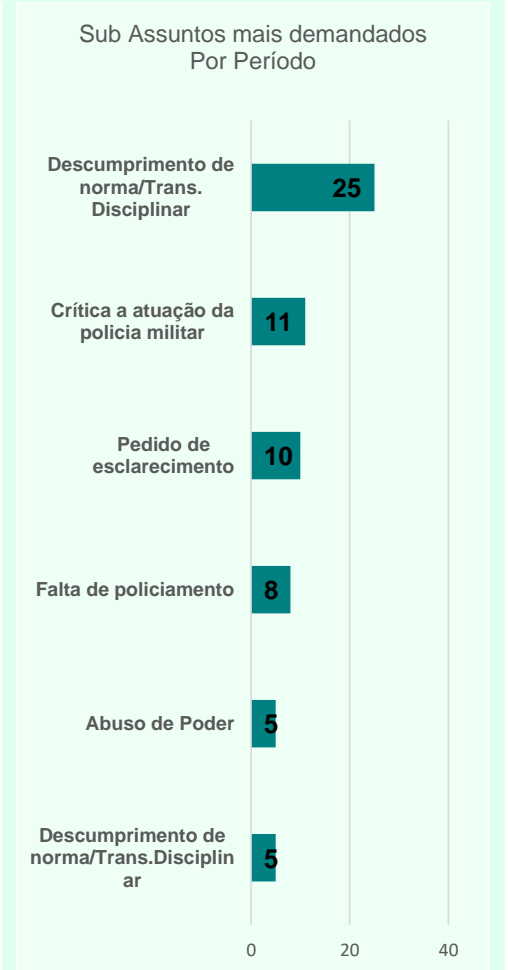 Sub Assuntos mais demandados
Por Período
Descumprimento de
norma/Trans.
Disciplinar
25
Crítica a atuação da
policia militar
11
Pedido de
esclarecimento
10
Falta de policiamento
8
Abuso de Poder
5
Descumprimento de
norma/Trans.Disciplin
ar
5
0 20 40